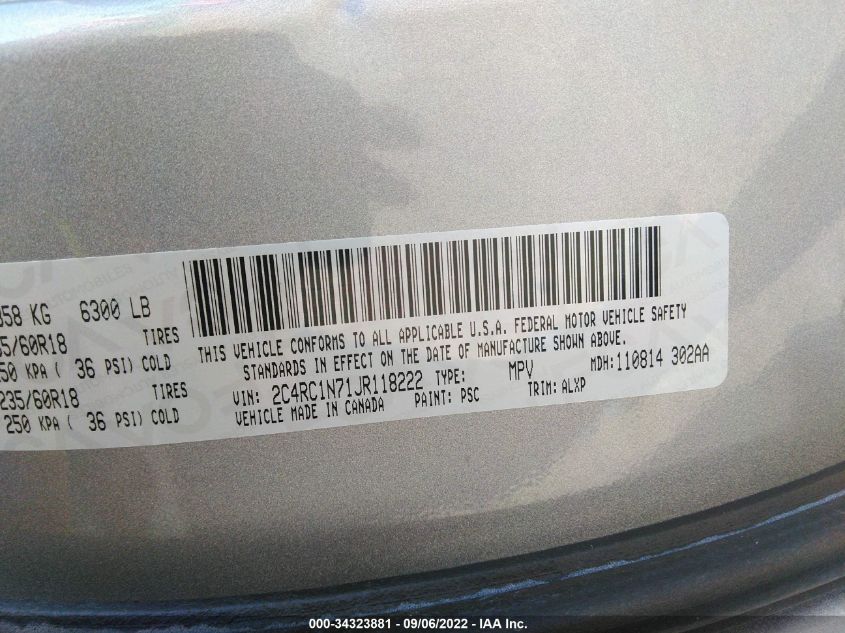 858 KG 6300 LB
35/60R18 TIRES
250 KPA ( 36 PSI) COLD
235/60R18 TIRES
250 KPA ( 36 PSI) COLD
THIS VEHICLE CONFORMS TO ALL APPLICABLE U.S.A. FEDERAL MOTOR VEHICLE SAFETY
STANDARDS IN EFFECT ON THE DATE OF MANUFACTURE SHOWN ABOVE.
VIN: 2C4RC1N71JR118222 TYPE: MPV MDH:110814 302AA
VEHICLE MADE IN CANADA PAINT: PSC TRIM: ALXP
000-34323881 - 09/06/2022 - IAA Inc.